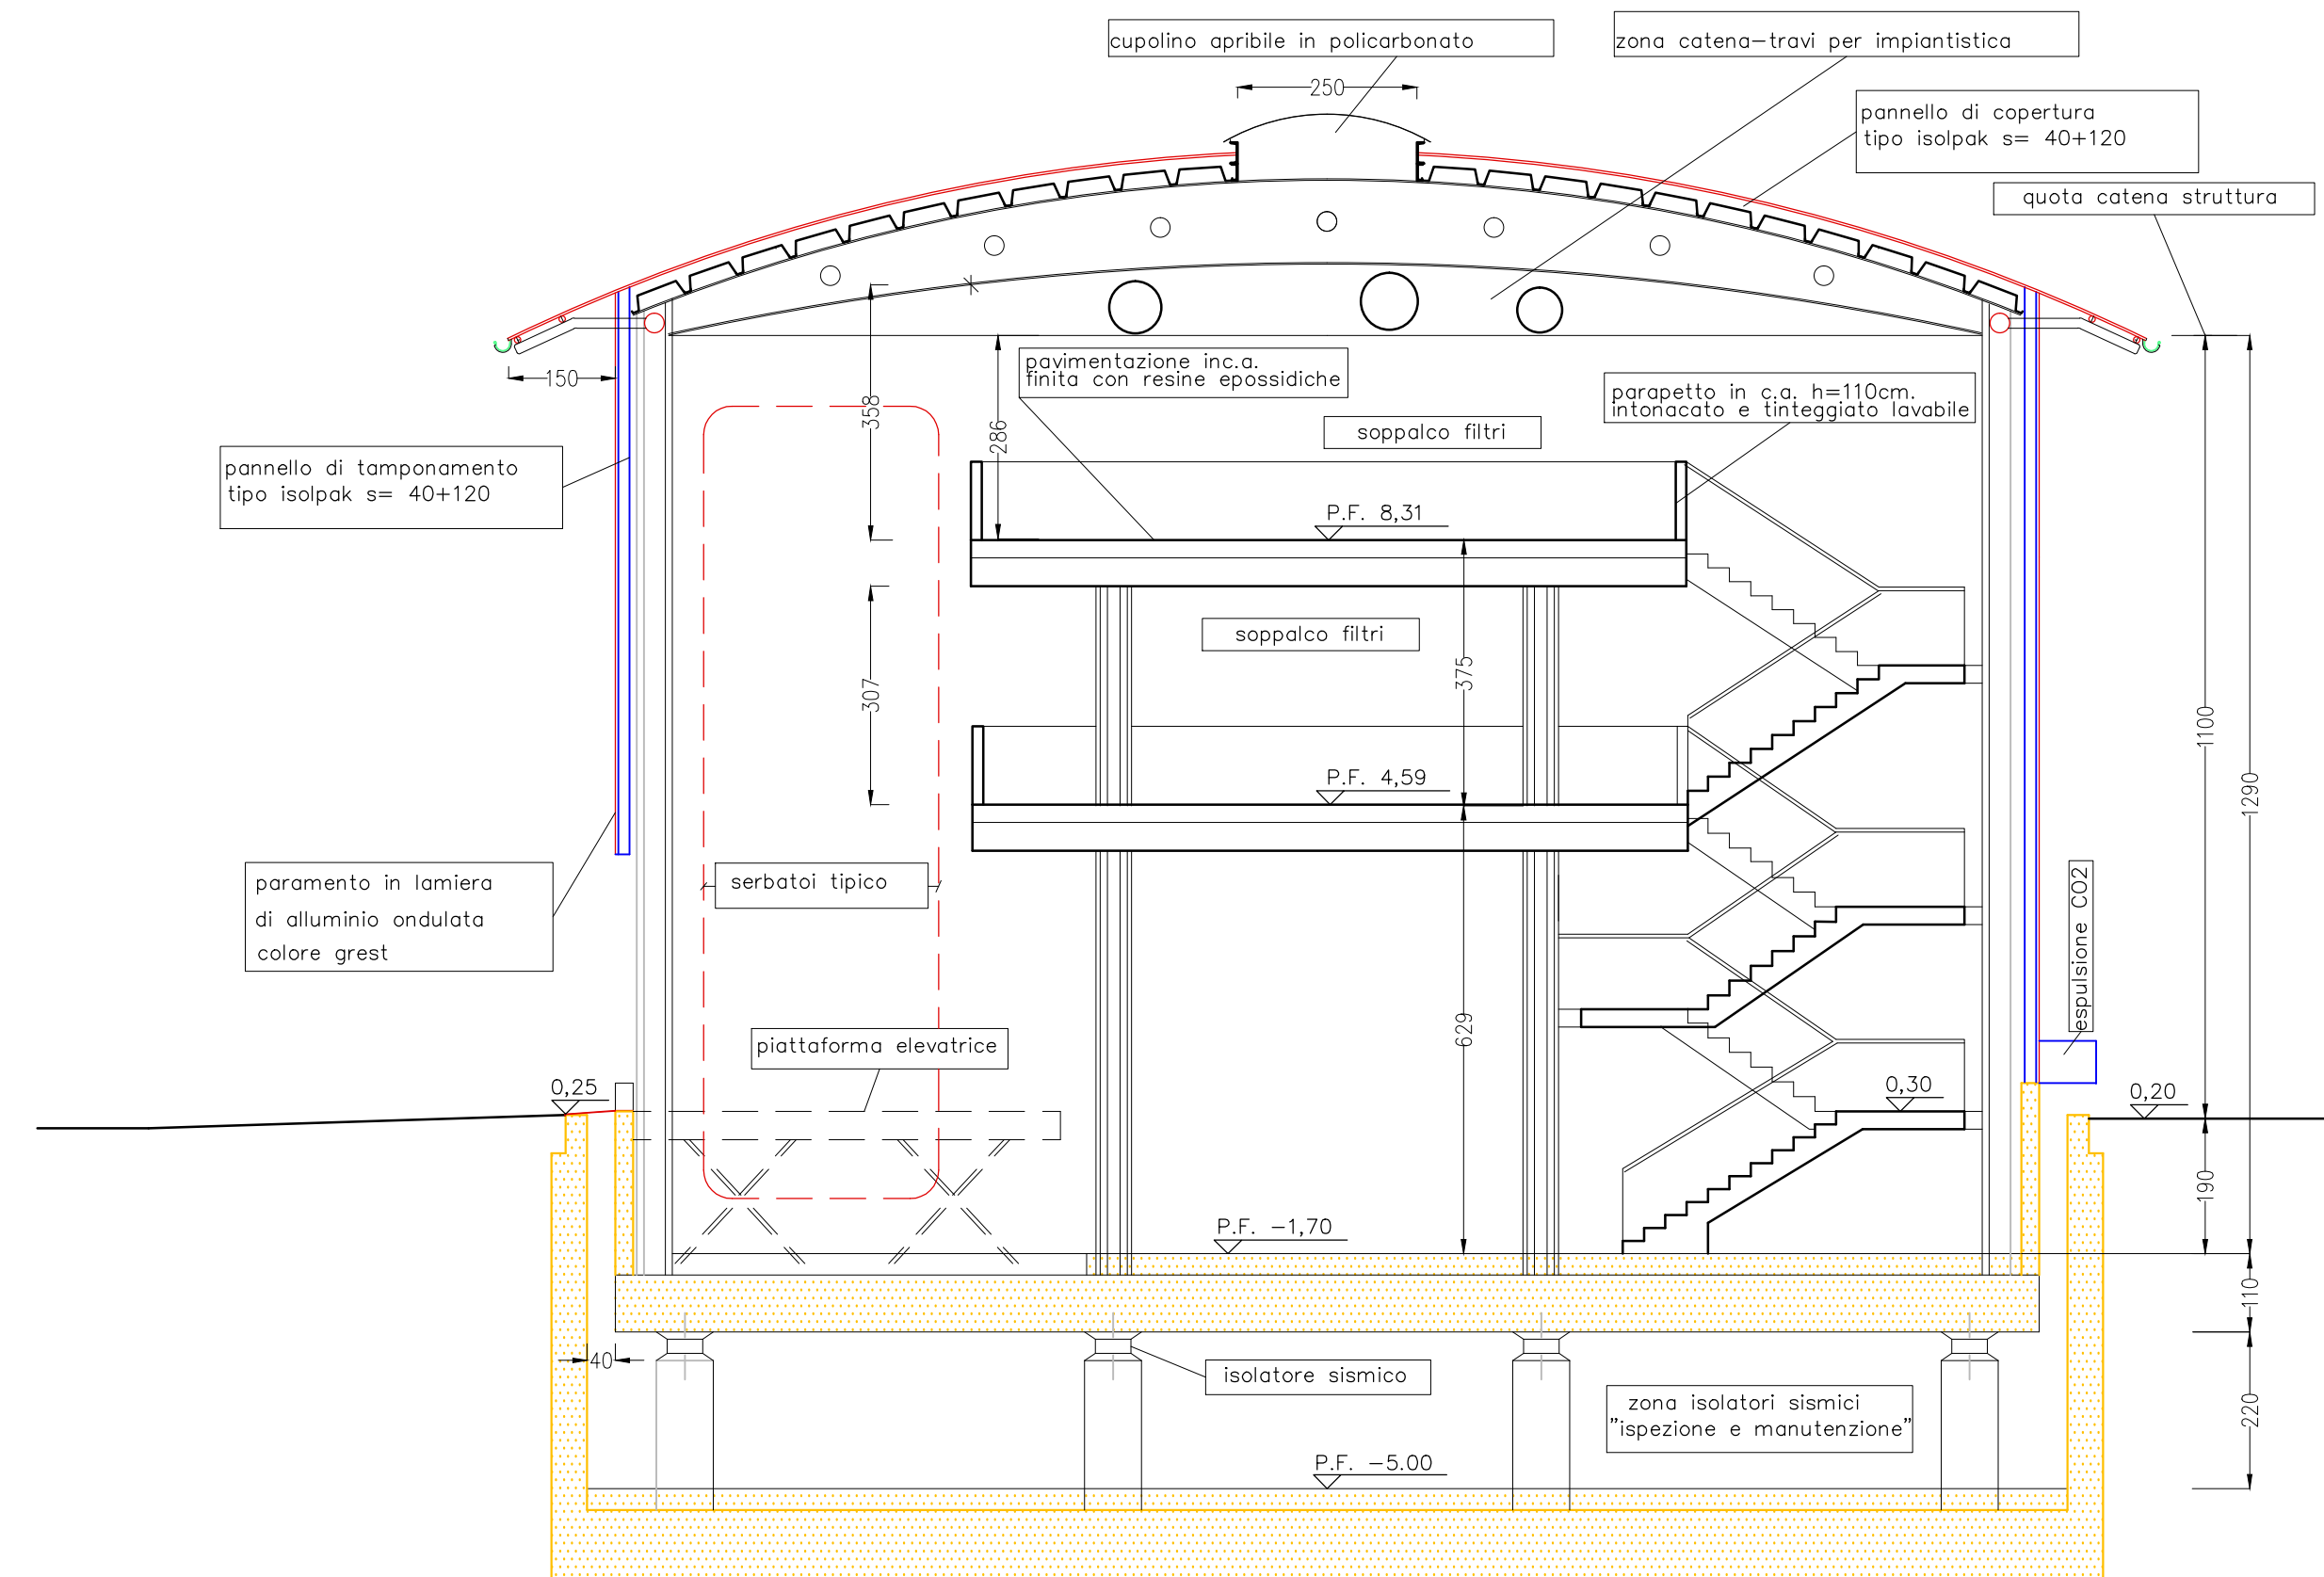 cupolino apribile in policarbonato
zona catena-travi per impiantistica
250
pannello di copertura
tipo isolpak s= 40+120
quota catena struttura
150
358
286
pavimentazione inc.a.
finita con resine epossidiche
parapetto in c.a. h=110cm.
intonacato e tinteggiato lavabile
soppalco filtri
pannello di tamponamento
tipo isolpak s= 40+120
P.F. 8,31
soppalco filtri
307
375
1100
1290
P.F. 4,59
paramento in lamiera
di alluminio ondulata
colore grest
serbatoi tipico
espulsione CO2
629
piattaforma elevatrice
0,25
0,30
0,20
190
P.F. -1,70
110
40
isolatore sismico
zona isolatori sismici
"ispezione e manutenzione"
220
P.F. -5.00